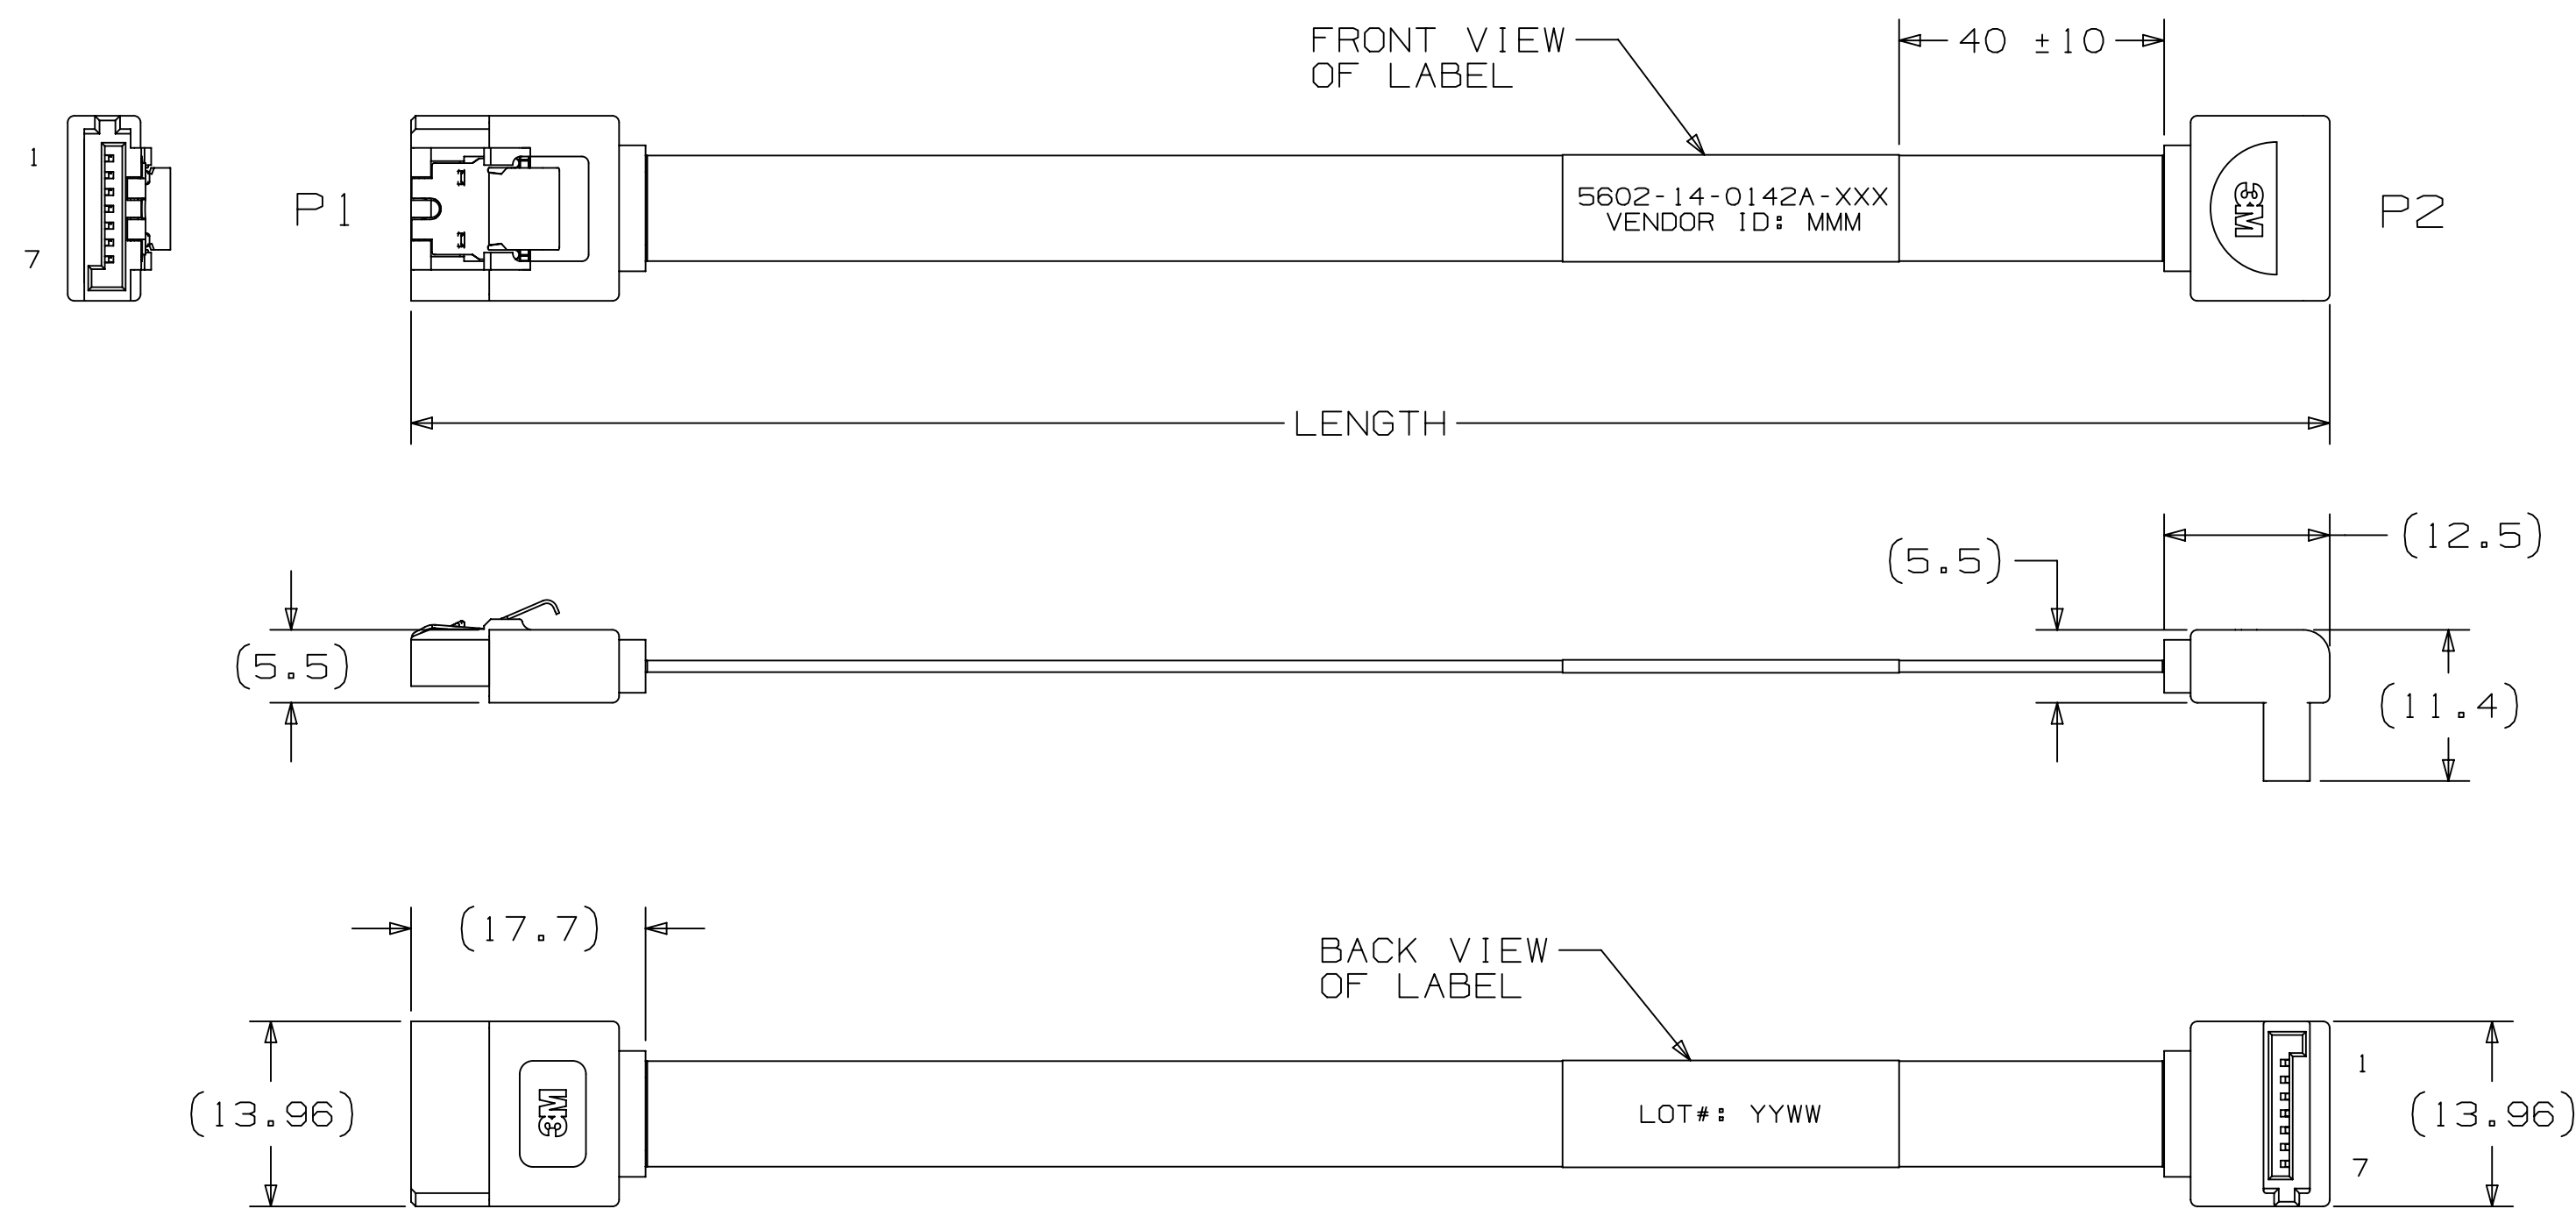 FRONT VIEW
OF LABEL
40 ±10
1
7
P1
5602-14-0142A-XXX
VENDOR ID: MMM
3M
P2
LENGTH
(12.5)
(5.5)
(5.5)
(11.4)
(17.7)
BACK VIEW
OF LABEL
(13.96)
3M
LOT#: YYWW
1
7
(13.96)